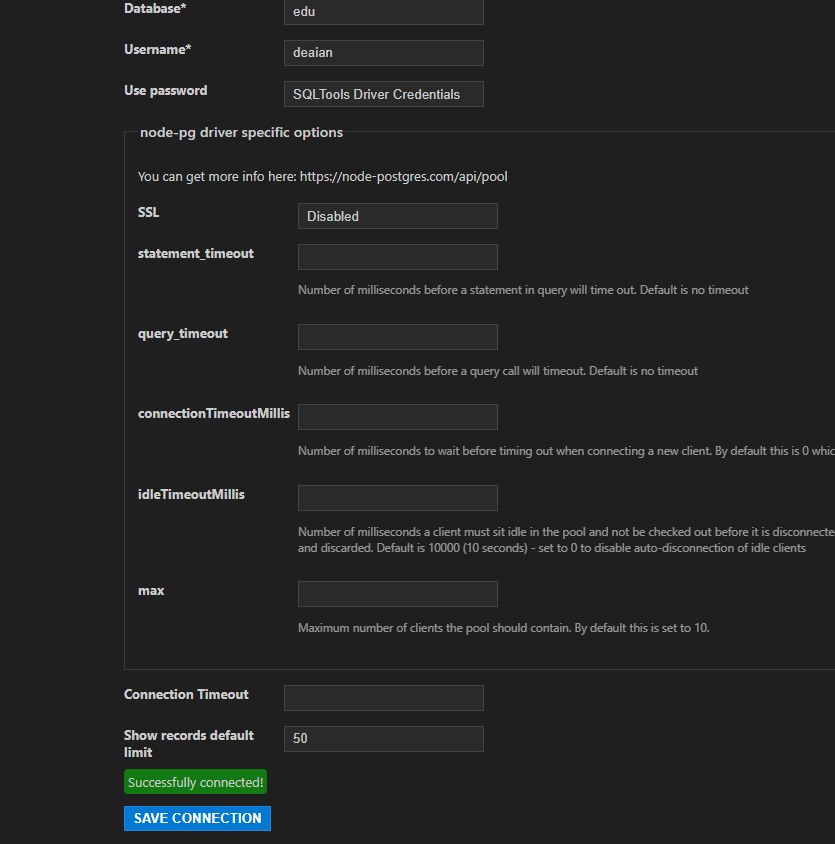 Database*
edu
Username*
deaian
Use password
SQLTools Driver Credentials
node-pg driver specific options
You can get more info here: https://node-postgres.com/api/pool
SSL
Disabled
statement_timeout
Number of milliseconds before a statement in query will time out. Default is no timeout
query_timeout
Number of milliseconds before a query call will timeout. Default is no timeout
connectionTimeoutMillis
Number of milliseconds to wait before timing out when connecting a new client. By default this is 0
idleTimeoutMillis
Number of milliseconds a client must sit idle in the pool and not be checked out before it is disconnected
and discarded. Default is 10000 (10 seconds) - set to 0 to disable auto-disconnection of idle clients
max
Maximum number of clients the pool should contain. By default this is set to 10.
Connection Timeout
Show records default
limit
50
Successfully connected!
SAVE CONNECTION